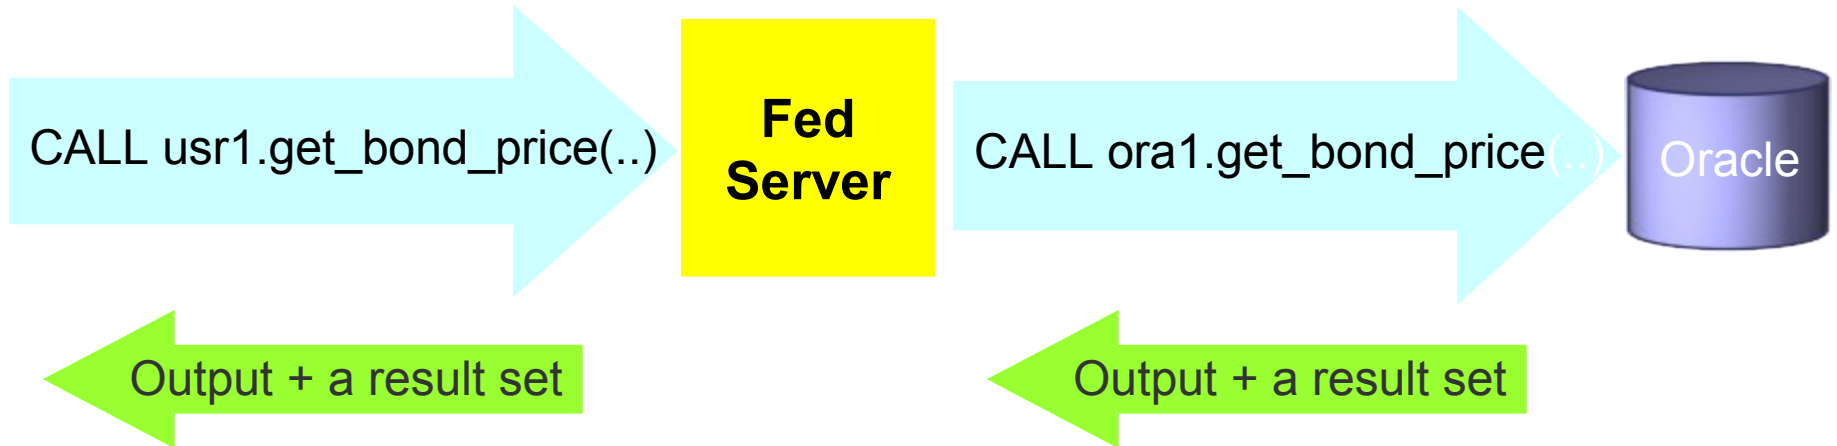 CALL usr1.get_bond_price(..)
Fed
Server
CALL ora1.get_bond_price(..)
Oracle
Output + a result set
Output + a result set